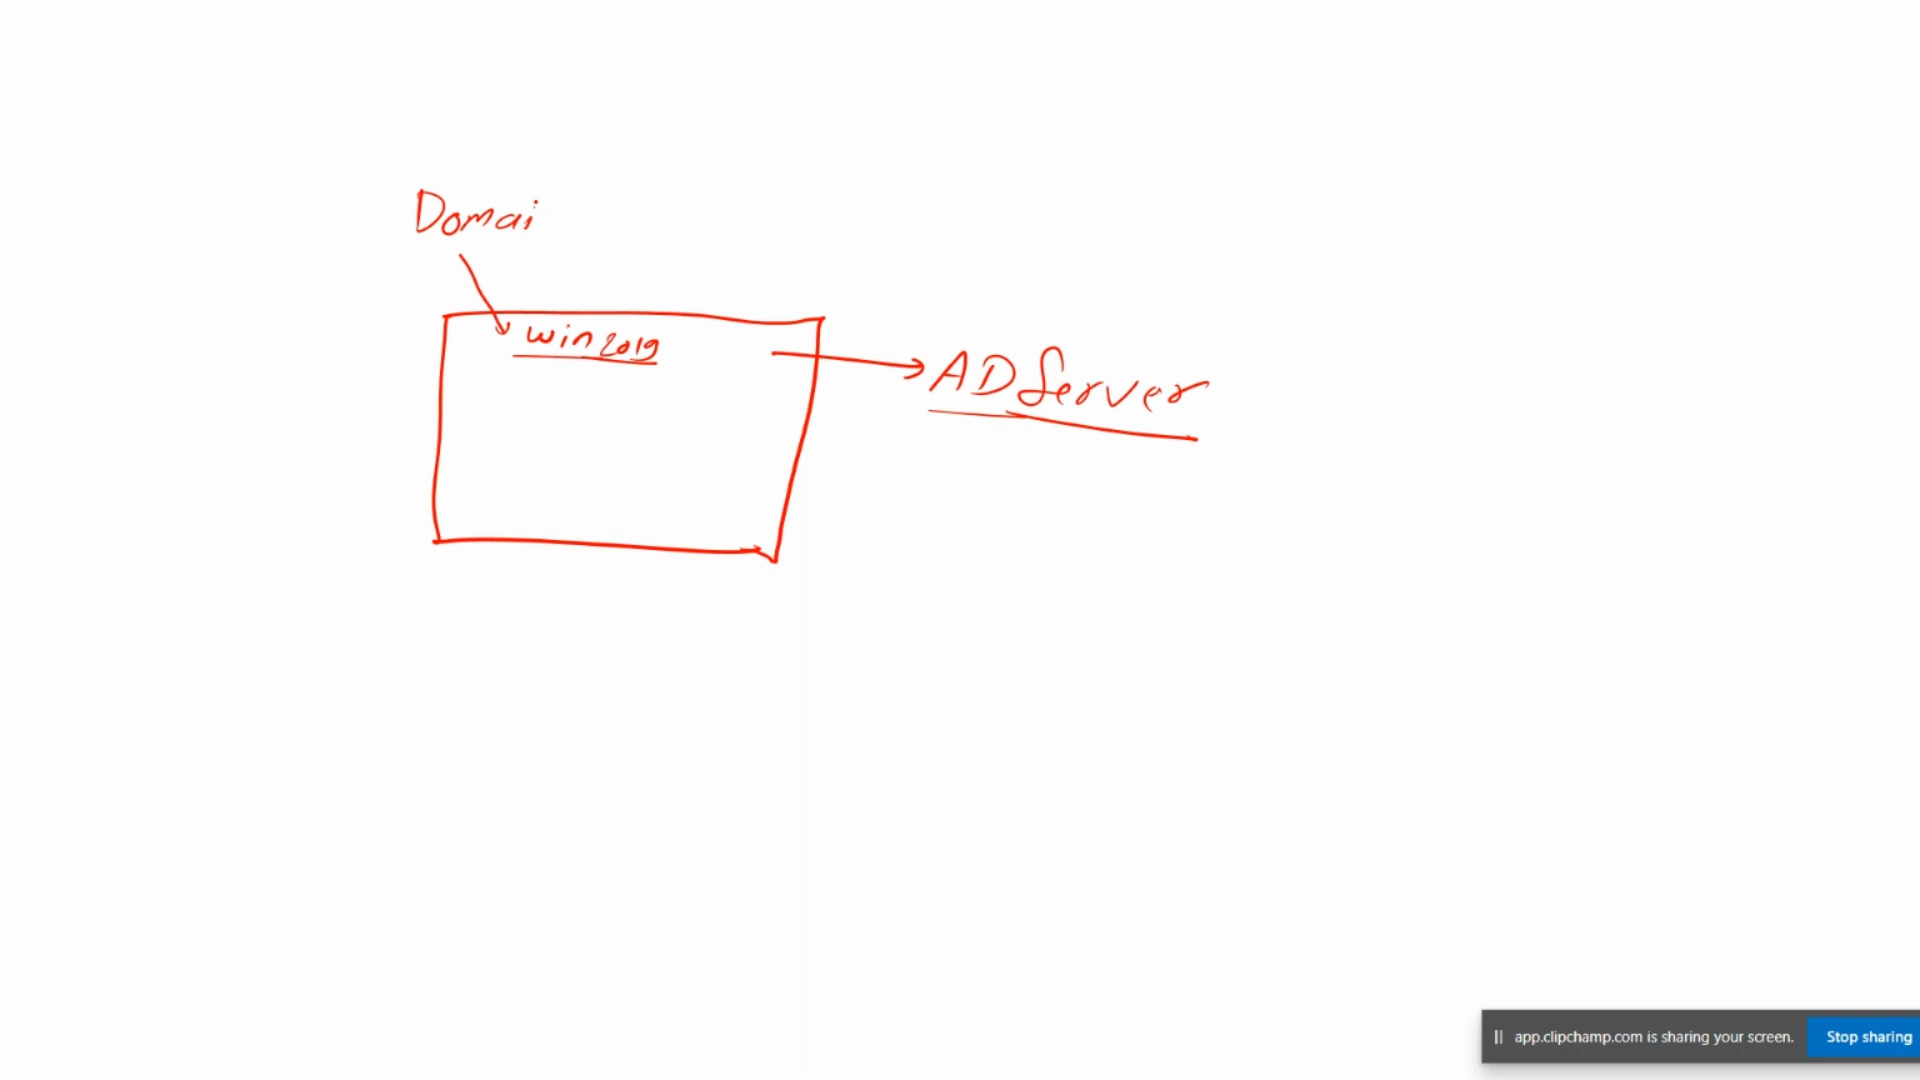 Domai
win2019
AD Server
app.clipchamp.com is sharing your screen.
Stop sharing